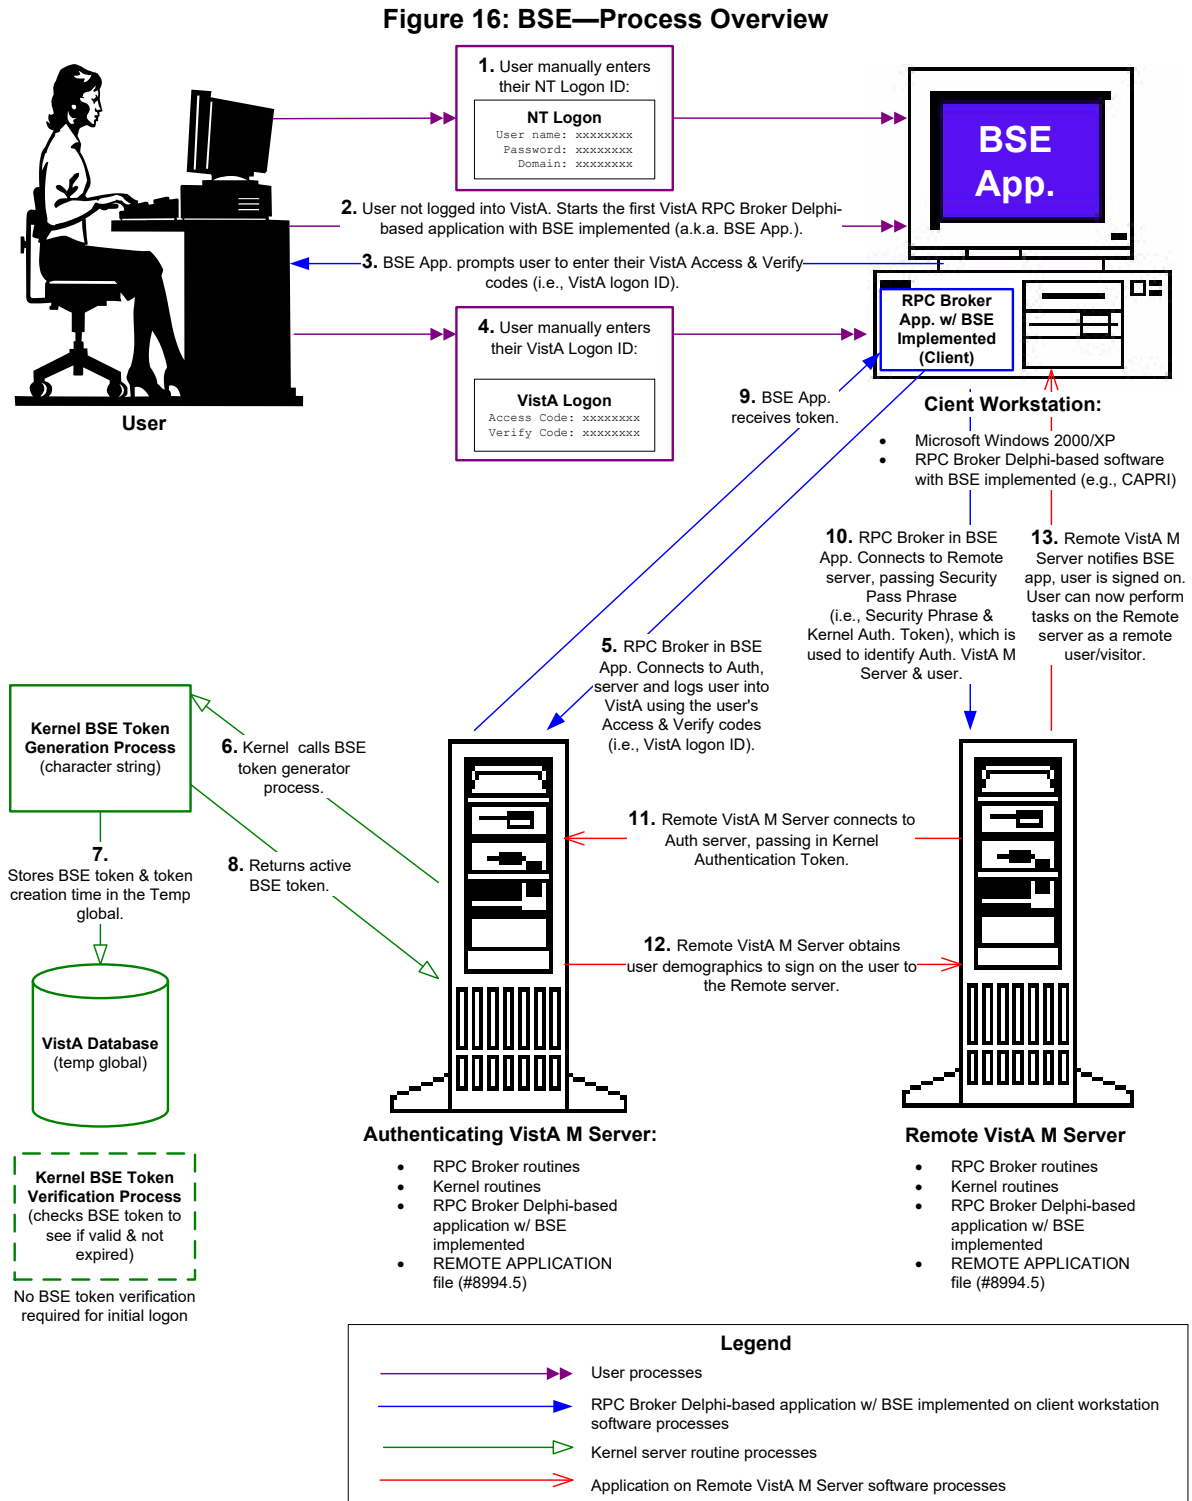 Figure 16: BSE—Process Overview
1. User manually enters
their NT Logon ID:
NT Logon
User name: xxxxxxxx
Password: xxxxxxxx
Domain: xxxxxxxx
BSE
App.
2. User not logged into VistA. Starts the first VistA RPC Broker Delphi-
based application with BSE implemented (a.k.a. BSE App.).
3. BSE App. prompts user to enter their VistA Access & Verify
codes (i.e., VistA logon ID).
4. User manually enters
their VistA Logon ID:
VistA Logon
Access Code: xxxxxxxx
Verify Code: xxxxxxxx
RPC Broker
App. w/ BSE
Implemented
(Client)
User
9. BSE App.
receives token.
Cient Workstation:
• Microsoft Windows 2000/XP
• RPC Broker Delphi-based software
with BSE implemented (e.g., CAPRI)
10. RPC Broker in BSE
App. Connects to Remote
server, passing Security
Pass Phrase
(i.e., Security Phrase &
Kernel Auth. Token), which is
used to identify Auth. VistA M
Server & user.
13. Remote VistA M
Server notifies BSE
app, user is signed on.
User can now perform
tasks on the Remote
server as a remote
user/visitor.
5. RPC Broker in BSE
App. Connects to Auth,
server and logs user into
VistA using the user's
Access & Verify codes
(i.e., VistA logon ID).
Kernel BSE Token
Generation Process
(character string)
6. Kernel calls BSE
token generator
process.
7.
Stores BSE token & token
creation time in the Temp
global.
8. Returns active
BSE token.
11. Remote VistA M Server connects to
Auth server, passing in Kernel
Authentication Token.
12. Remote VistA M Server obtains
user demographics to sign on the user to
the Remote server.
VistA Database
(temp global)
Kernel BSE Token
Verification Process
(checks BSE token to
see if valid & not
expired)
No BSE token verification
required for initial logon
Authenticating VistA M Server:
• RPC Broker routines
• Kernel routines
• RPC Broker Delphi-based
application w/ BSE
implemented
• REMOTE APPLICATION
file (#8994.5)
Remote VistA M Server
• RPC Broker routines
• Kernel routines
• RPC Broker Delphi-based
application w/ BSE
implemented
• REMOTE APPLICATION
file (#8994.5)
Legend
User processes
RPC Broker Delphi-based application w/ BSE implemented on client workstation
software processes
Kernel server routine processes
Application on Remote VistA M Server software processes